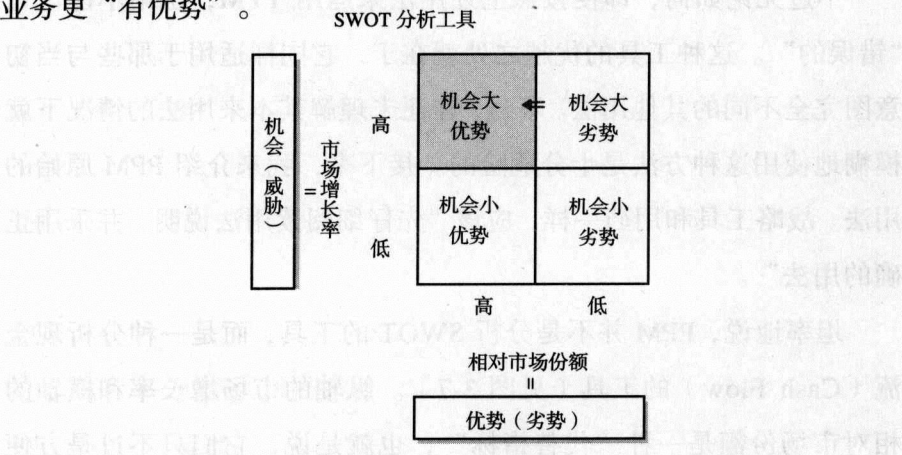 业务更“有优势”。
SWOT 分析工具
机会（威胁）
=
市场增长率
高
低
机会大
优势
机会大
劣势
机会小
优势
机会小
劣势
高
低
相对市场份额
=
优势（劣势）